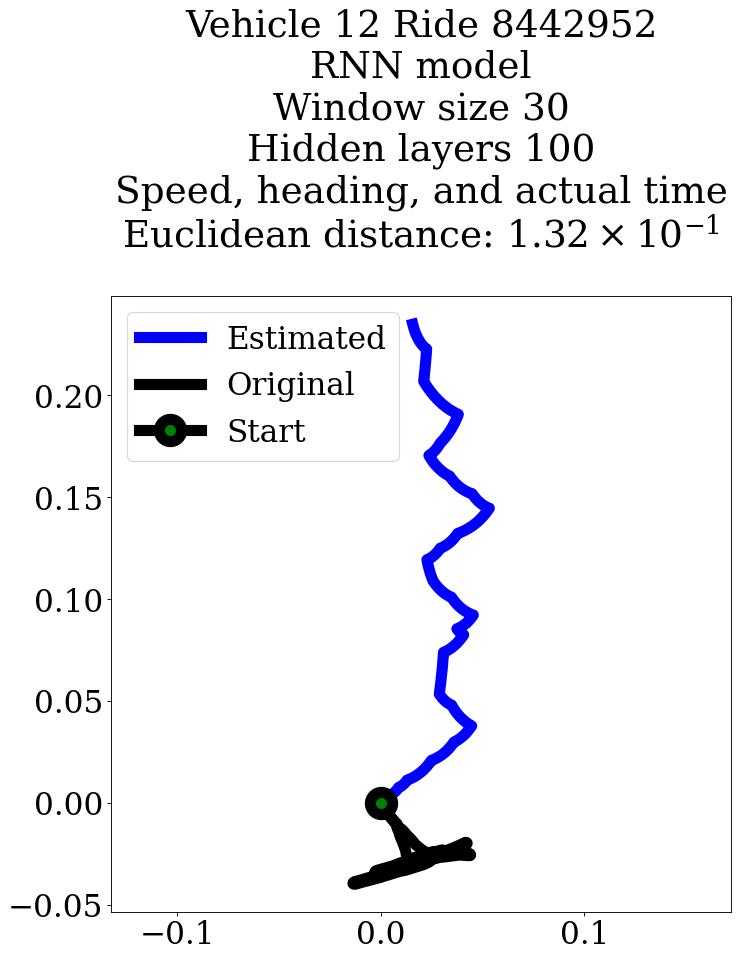 Vehicle 12 Ride 8442952
RNN model
Window size 30
Hidden layers 100
Speed, heading, and actual time
Euclidean distance: 1.32 × 10⁻¹
Estimated
Original
Start
0.20
0.15
0.10
0.05
0.00
−0.05
−0.1
0.0
0.1